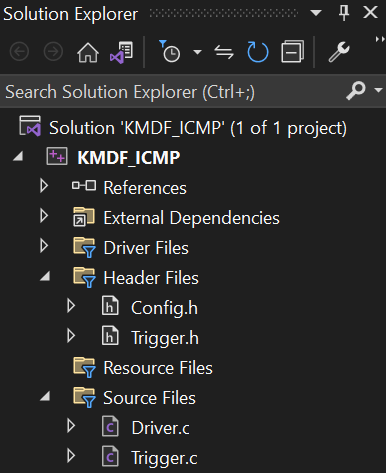 Solution Explorer
Search Solution Explorer (Ctrl+;)
Solution 'KMDF_ICMP' (1 of 1 project)
KMDF_ICMP
References
External Dependencies
Driver Files
Header Files
Config.h
Trigger.h
Resource Files
Source Files
Driver.c
Trigger.c